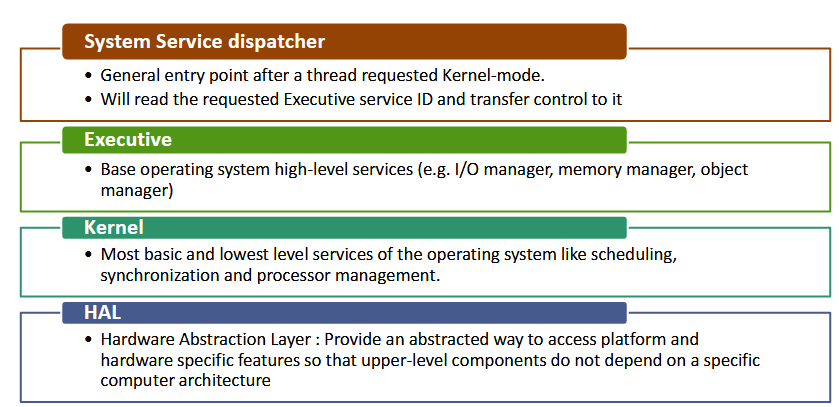 System Service dispatcher
• General entry point after a thread requested Kernel-mode.
• Will read the requested Executive service ID and transfer control to it
Executive
• Base operating system high-level services (e.g. I/O manager, memory manager, object
manager)
Kernel
• Most basic and lowest level services of the operating system like scheduling,
synchronization and processor management.
HAL
• Hardware Abstraction Layer : Provide an abstracted way to access platform and
hardware specific features so that upper-level components do not depend on a specific
computer architecture